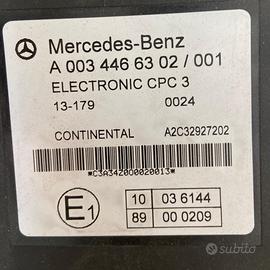 Mercedes-Benz
A 003 446 63 02 / 001
ELECTRONIC CPC 3
13-179 0024
CONTINENTAL A2C32927202
*C3A3420O020013*
E1
10 03 6144
89 00 0209
subito